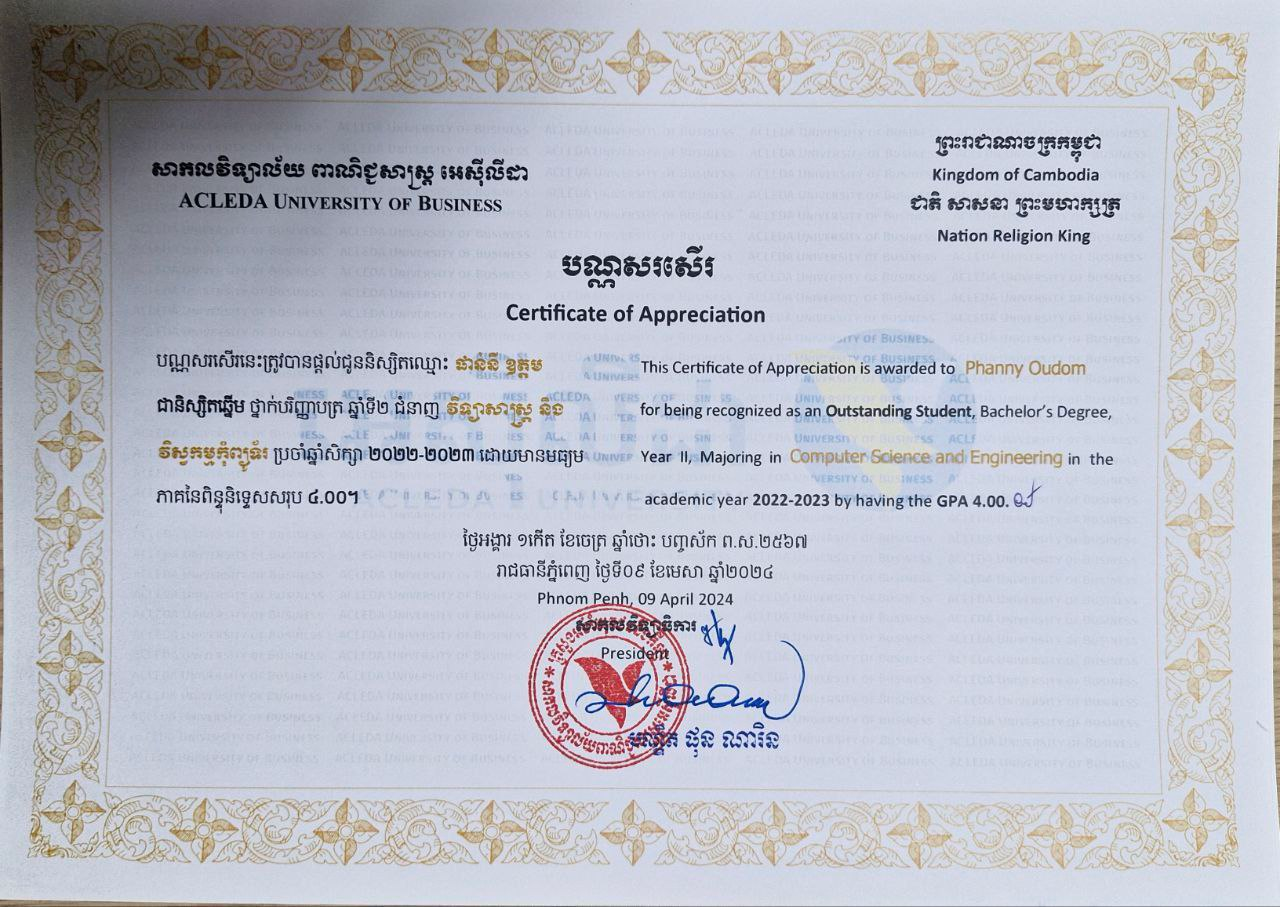 សាកលវិទ្យាល័យ ពាណិជ្ជសាស្ត្រ អេស៊ីលីដា
ACLEDA UNIVERSITY OF BUSINESS
ព្រះរាជាណាចក្រកម្ពុជា
Kingdom of Cambodia
ជាតិ សាសនា ព្រះមហាក្សត្រ
Nation Religion King
បណ្ណសរសើរ
Certificate of Appreciation
បណ្ណសរសើរនេះត្រូវបានផ្តល់ជូននិស្សិតឈ្មោះ ផាន់នី ឧត្តម
ជានិស្សិតឆ្នើម ថ្នាក់បរិញ្ញាបត្រ ឆ្នាំទី២ ជំនាញ វិទ្យាសាស្ត្រ និង
វិស្វកម្មកុំព្យូទ័រ ប្រចាំឆ្នាំសិក្សា ២០២២-២០២៣ ដោយមានមធ្យម
ភាគនៃពិន្ទុនិទ្ទេសសរុប ៤.០០។
This Certificate of Appreciation is awarded to Phanny Oudom
for being recognized as an Outstanding Student, Bachelor's Degree,
Year II, Majoring in Computer Science and Engineering in the
academic year 2022-2023 by having the GPA 4.00.
ថ្ងៃអង្គារ ១កើត ខែចេត្រ ឆ្នាំថោះ បញ្ចស័ក ព.ស.២៥៦៧
រាជធានីភ្នំពេញ ថ្ងៃទី០៩ ខែមេសា ឆ្នាំ២០២៤
Phnom Penh, 09 April 2024
សាកលវិទ្យាធិការ
President
បណ្ឌិត ផុន ណារិន